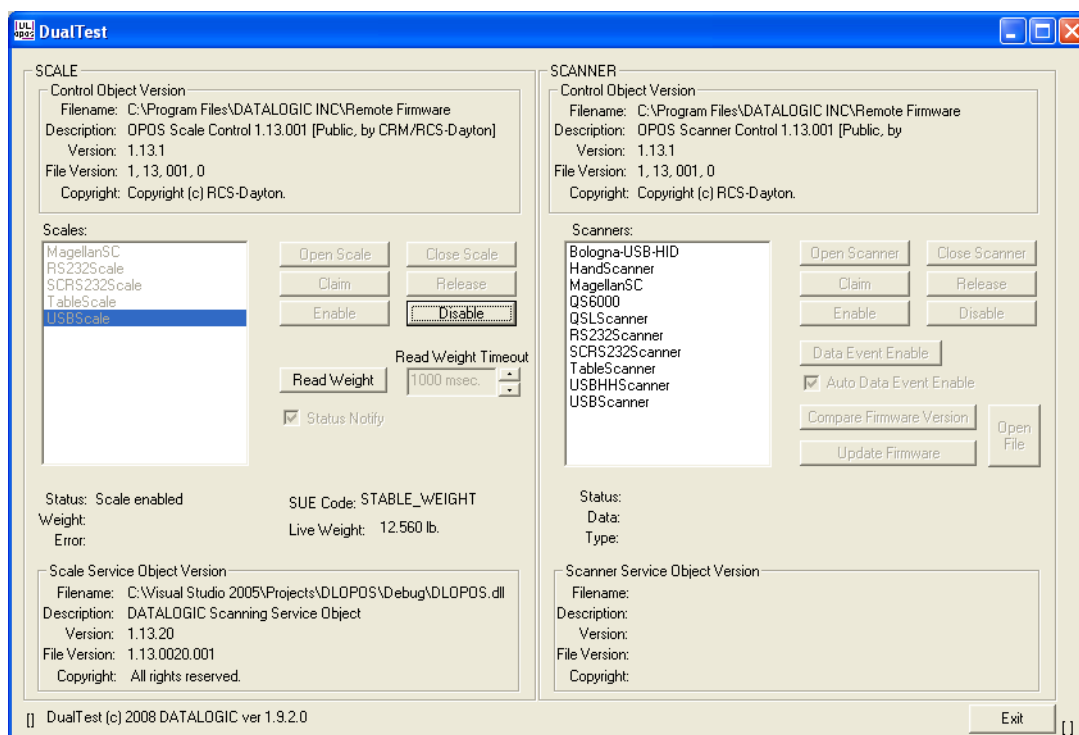 UL opos DualTest
SCALE
Control Object Version
Filename: C:\Program Files\DATALOGIC INC\Remote Firmware
Description: OPOS Scale Control 1.13.001 [Public, by CRM/RCS-Dayton]
Version: 1.13.1
File Version: 1, 13, 001, 0
Copyright: Copyright (c) RCS-Dayton.
Scales:
MagellanSC
RS232Scale
SCRS232Scale
TableScale
USBScale
Open Scale Close Scale
Claim Release
Enable Disable
Read Weight Timeout
Read Weight 1000 msec.
Status Notify
Status: Scale enabled
Weight:
Error:
SUE Code: STABLE_WEIGHT
Live Weight: 12.560 lb.
Scale Service Object Version
Filename: C:\Visual Studio 2005\Projects\DLOPOS\Debug\DLOPOS.dll
Description: DATALOGIC Scanning Service Object
Version: 1.13.20
File Version: 1.13.0020.001
Copyright: All rights reserved.
SCANNER
Control Object Version
Filename: C:\Program Files\DATALOGIC INC\Remote Firmware
Description: OPOS Scanner Control 1.13.001 [Public, by
Version: 1.13.1
File Version: 1, 13, 001, 0
Copyright: Copyright (c) RCS-Dayton.
Scanners:
Bologna-USB-HID
HandScanner
MagellanSC
QS6000
QSLScanner
RS232Scanner
SCRS232Scanner
TableScanner
USBHHScanner
USBScanner
Open Scanner Close Scanner
Claim Release
Enable Disable
Data Event Enable
Auto Data Event Enable
Compare Firmware Version
Update Firmware
Open
File
Status:
Data:
Type:
Scanner Service Object Version
Filename:
Description:
Version:
File Version:
Copyright:
[] DualTest (c) 2008 DATALOGIC ver 1.9.2.0
Exit [ ]